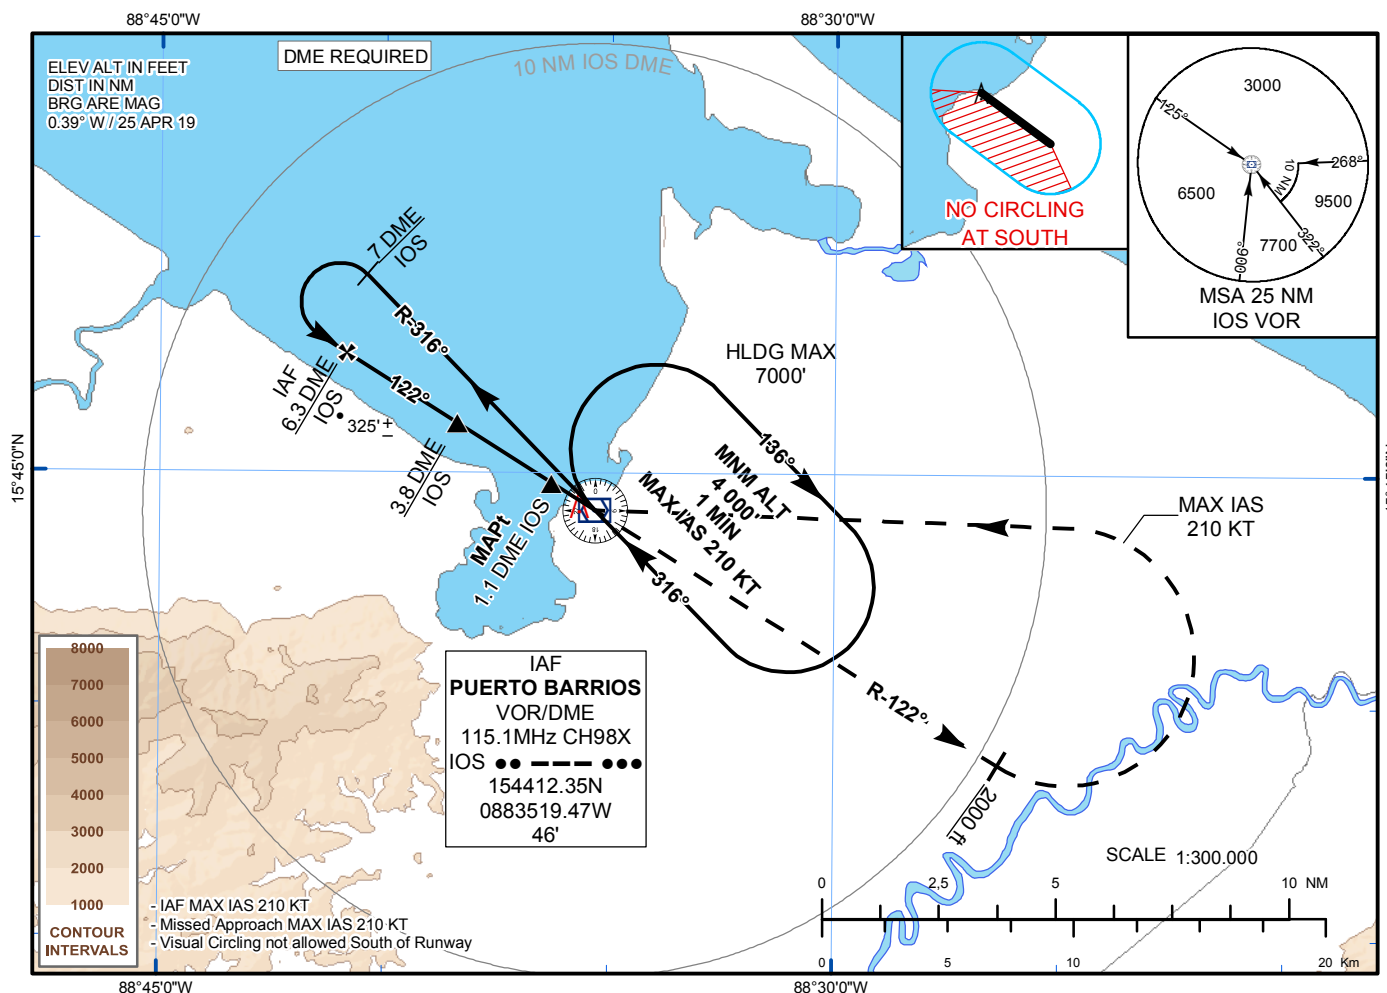 88°45'0"W
88°30'0"W
ELEV ALT IN FEET
DIST IN NM
BRG ARE MAG
0.39° W / 25 APR 19
DME REQUIRED
10 NM IOS DME
NO CIRCLING
AT SOUTH
3000
125°
268°
10 NM
6500
9500
7700
322°
006°
MSA 25 NM
IOS VOR
7 DME
IOS
R-316°
IAF
6.3 DME
IOS
122°
325'±
3.8 DME
IOS
HLDG MAX
7000'
136°
MNM ALT
4 000'
1 MIN
MAX IAS 210 KT
316°
MAX IAS
210 KT
15°45'0"N
MAPt
1.1 DME IOS
R-122°
2000 ft
IAF
PUERTO BARRIOS
VOR/DME
115.1MHz CH98X
IOS
154412.35N
0883519.47W
46'
8000
7000
6000
5000
4000
3000
2000
1000
CONTOUR
INTERVALS
- IAF MAX IAS 210 KT
- Missed Approach MAX IAS 210 KT
- Visual Circling not allowed South of Runway
SCALE 1:300.000
0 2,5 5 10 NM
0 5 10 20 Km
88°45'0"W
88°30'0"W